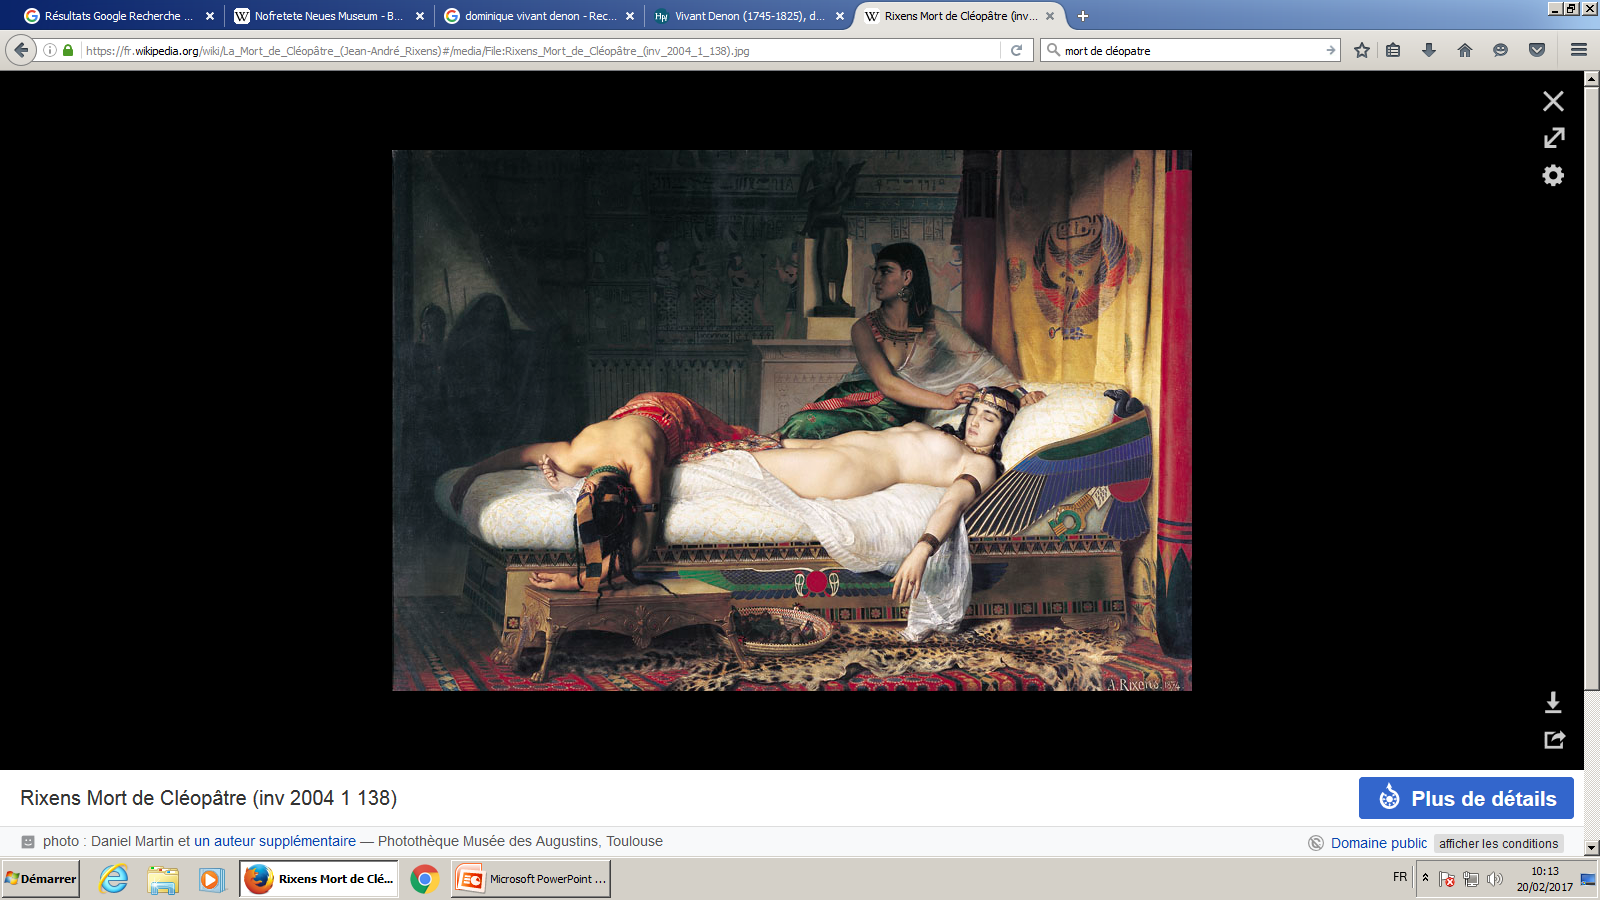 Résultats Google Recherche ...
Nofretete Neues Museum - B...
dominique vivant denon - Rec...
Vivant Denon (1745-1825), d...
Rixens Mort de Cléopâtre (inv...
https://fr.wikipedia.org/wiki/La_Mort_de_Cléopâtre_(Jean-André_Rixens)#/media/File:Rixens_Mort_de_Cléopâtre_(inv_2004_1_138).jpg
mort de cléopatre
A. Rixens 1874
Rixens Mort de Cléopâtre (inv 2004 1 138)
Plus de détails
photo : Daniel Martin et un auteur supplémentaire — Photothèque Musée des Augustins, Toulouse
Domaine public
afficher les conditions
Démarrer
Rixens Mort de Clé...
Microsoft PowerPoint ...
FR
10:13
20/02/2017